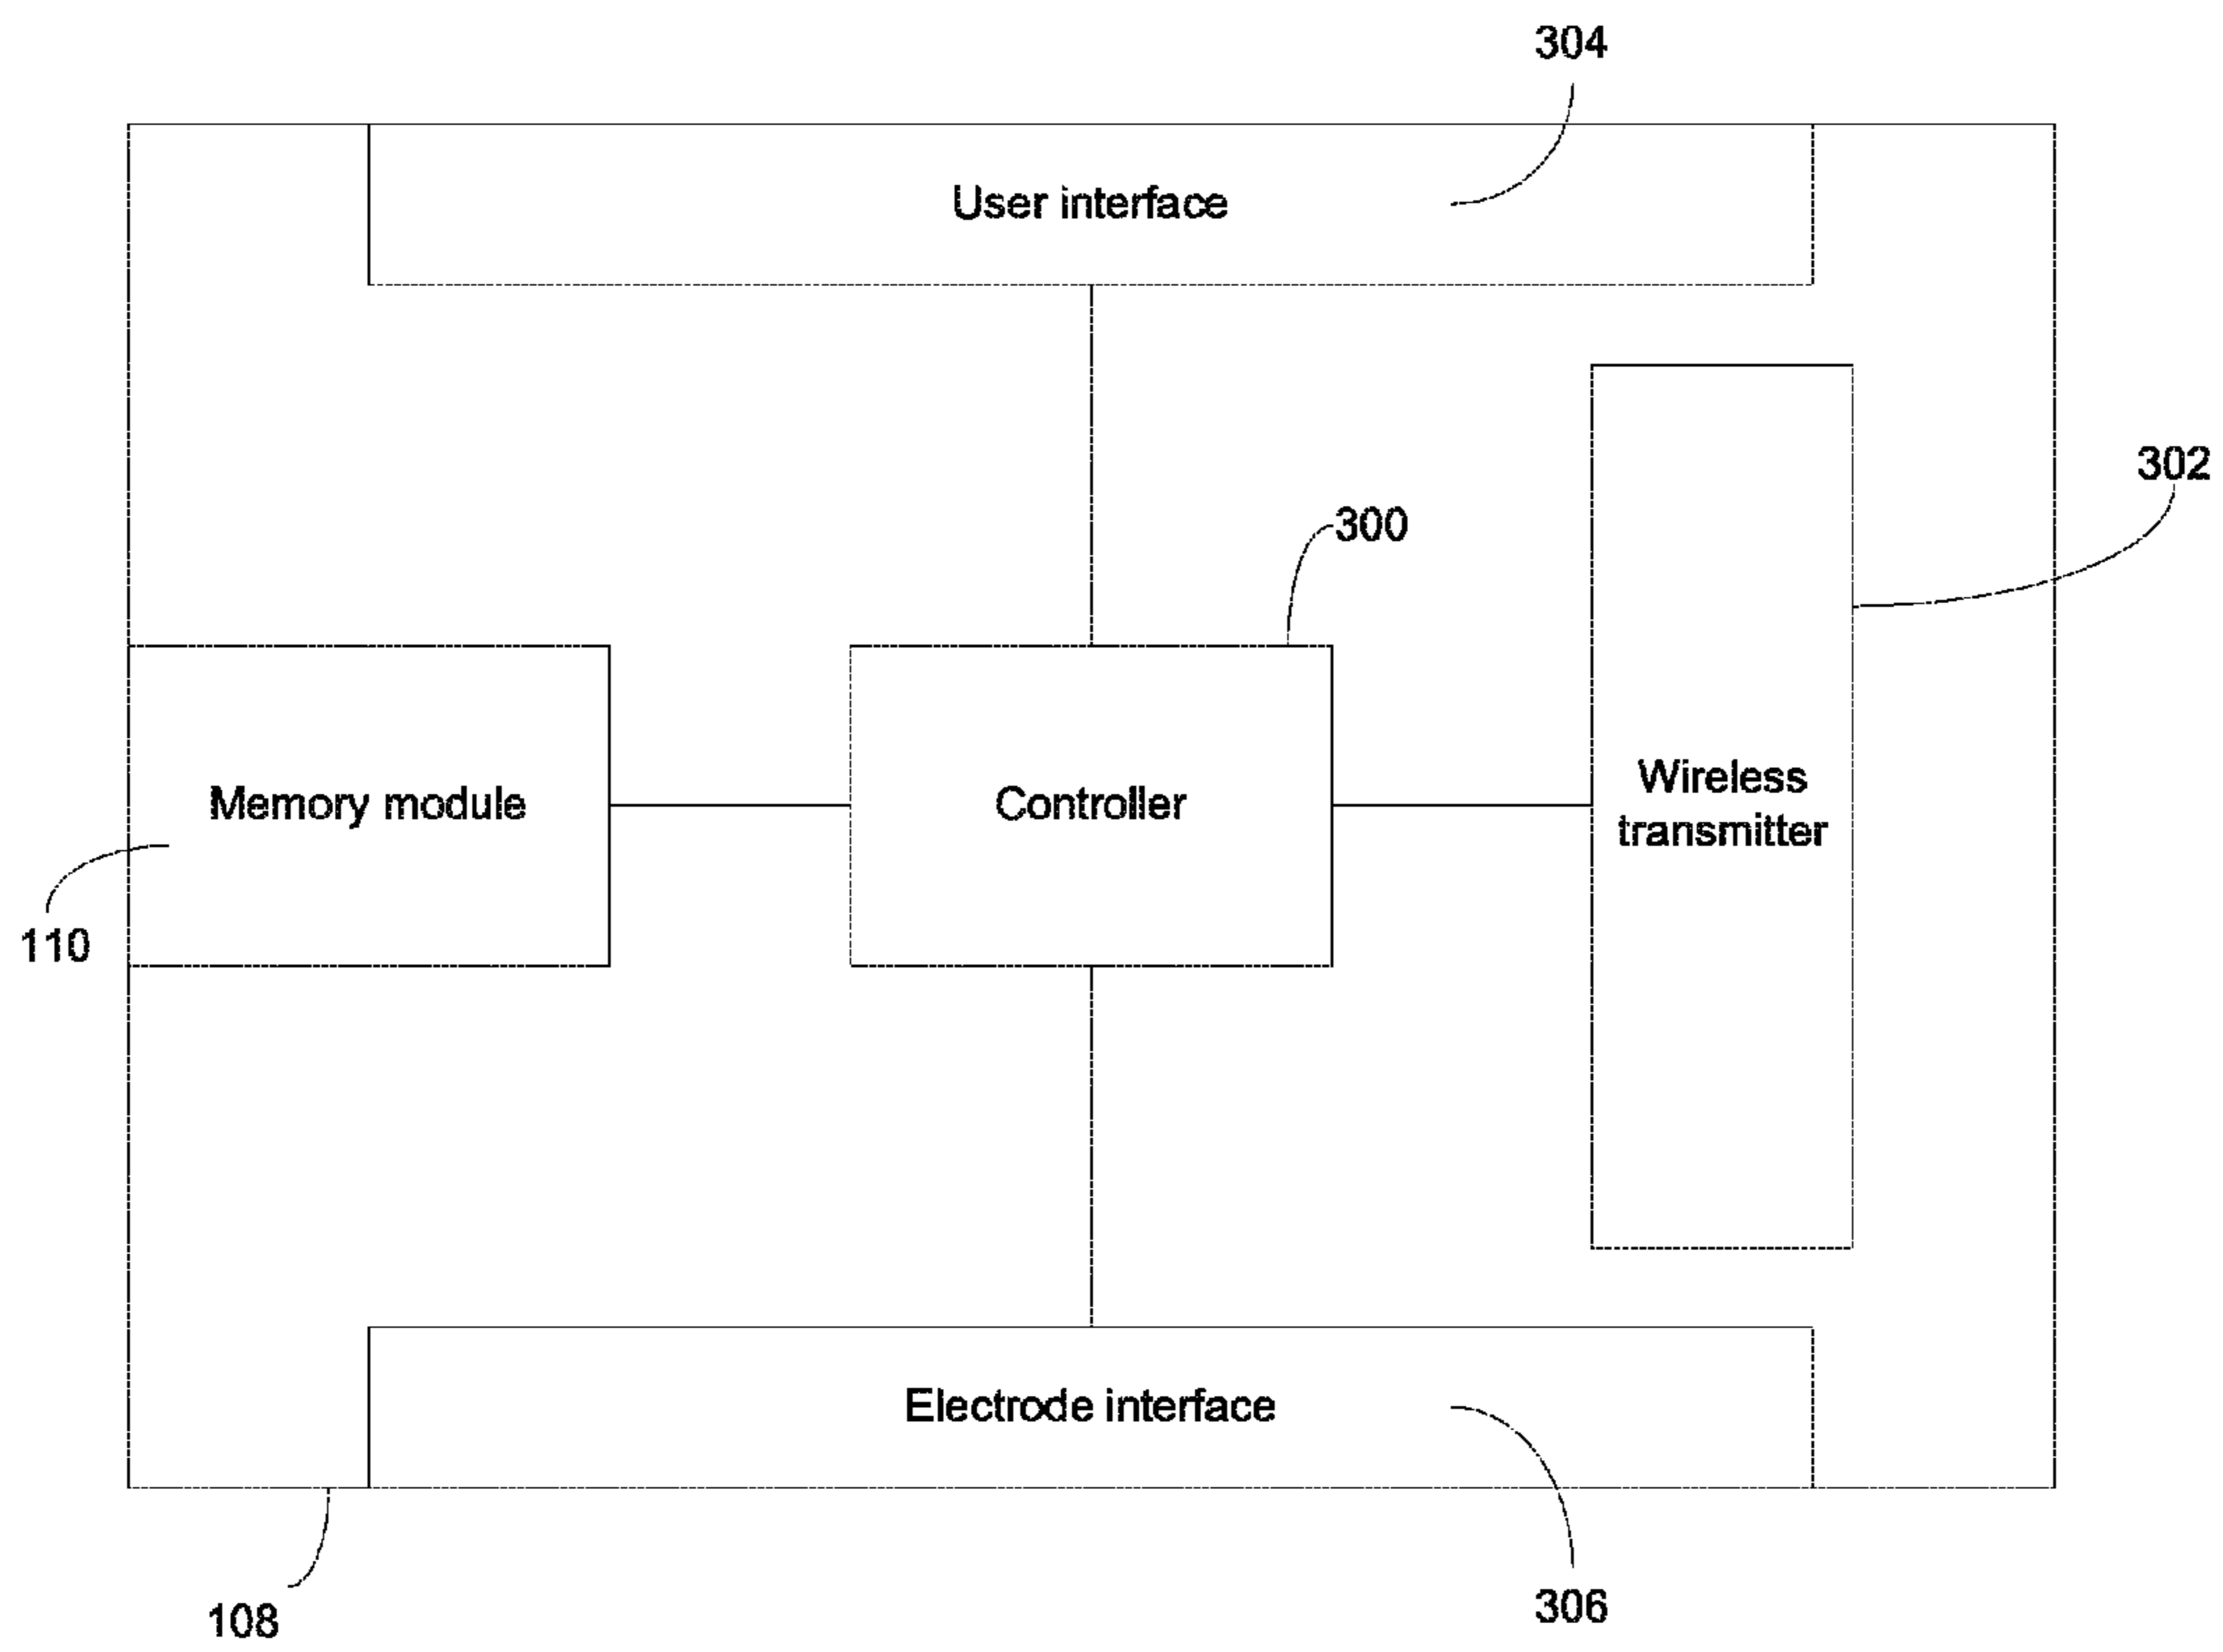 304
User interface
302
300
Memory module
Controller
Wireless
transmitter
110
Electrode interface
108
306